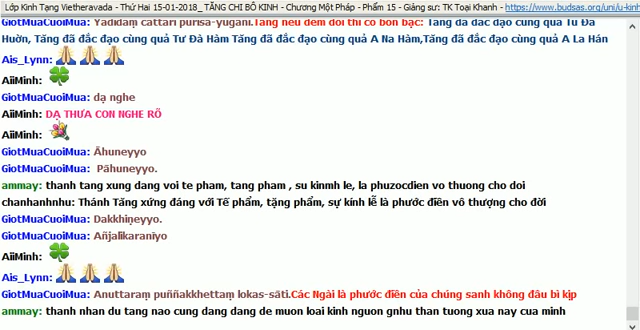 Lớp Kinh Tạng Vietheravada - Thứ Hai 15-01-2018_ TĂNG CHI BỘ KINH - Chương Một Pháp - Phẩm 15 - Giảng sư: TK Toại Khanh - https://www.budsas.org/uni/u-kinh
GiotMuaCuoiMua: Yadidaṃ cattāri purisa-yugāni.Tăng nếu đếm đôi thì có bốn bậc: Tăng đã đắc đạo cùng quả Tu Đà
Huờn, Tăng đã đắc đạo cùng quả Tư Đà Hàm Tăng đã đắc đạo cùng quả A Na Hàm,Tăng đã đắc đạo cùng quả A La Hán
Ais_Lynn:
AiiMinh:
GiotMuaCuoiMua: dạ nghe
AiiMinh: DẠ THƯA CON NGHE RÕ
AiiMinh:
GiotMuaCuoiMua: Āhuneyyo
GiotMuaCuoiMua: Pāhuneyyo.
ammay: thanh tang xung dang voi te pham, tang pham , su kinmh le, la phuzocdien vo thuong cho doi
chanhanhnhu: Thánh Tăng xứng đáng với Tế phẩm, tặng phẩm, sự kính lễ là phước điền vô thượng cho đời
GiotMuaCuoiMua: Dakkhiṇeyyo.
GiotMuaCuoiMua: Añjalikaraniyo
AiiMinh:
Ais_Lynn:
GiotMuaCuoiMua: Anuttaraṃ puññakkhettaṃ lokas-sāti.Các Ngài là phước điền của chúng sanh không đâu bì kịp
ammay: thanh nhan du tang nao cung dang dang de muon loai kinh nguon gnhu than tuong xua nay cua minh